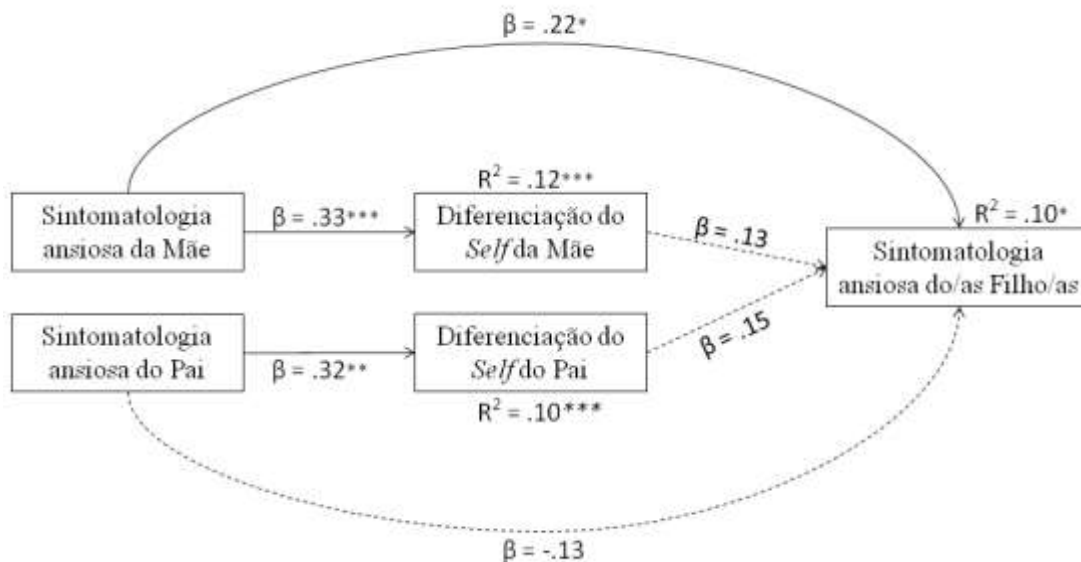 β = .22*
R² = .12***
Sintomatologia
ansiosa da Mãe
β = .33***
Diferenciação do
Self da Mãe
β = .13
R² = .10*
Sintomatologia
ansiosa do/as Filho/as
Sintomatologia
ansiosa do Pai
β = .32**
Diferenciação do
Self do Pai
β = .15
R² = .10***
β = -.13